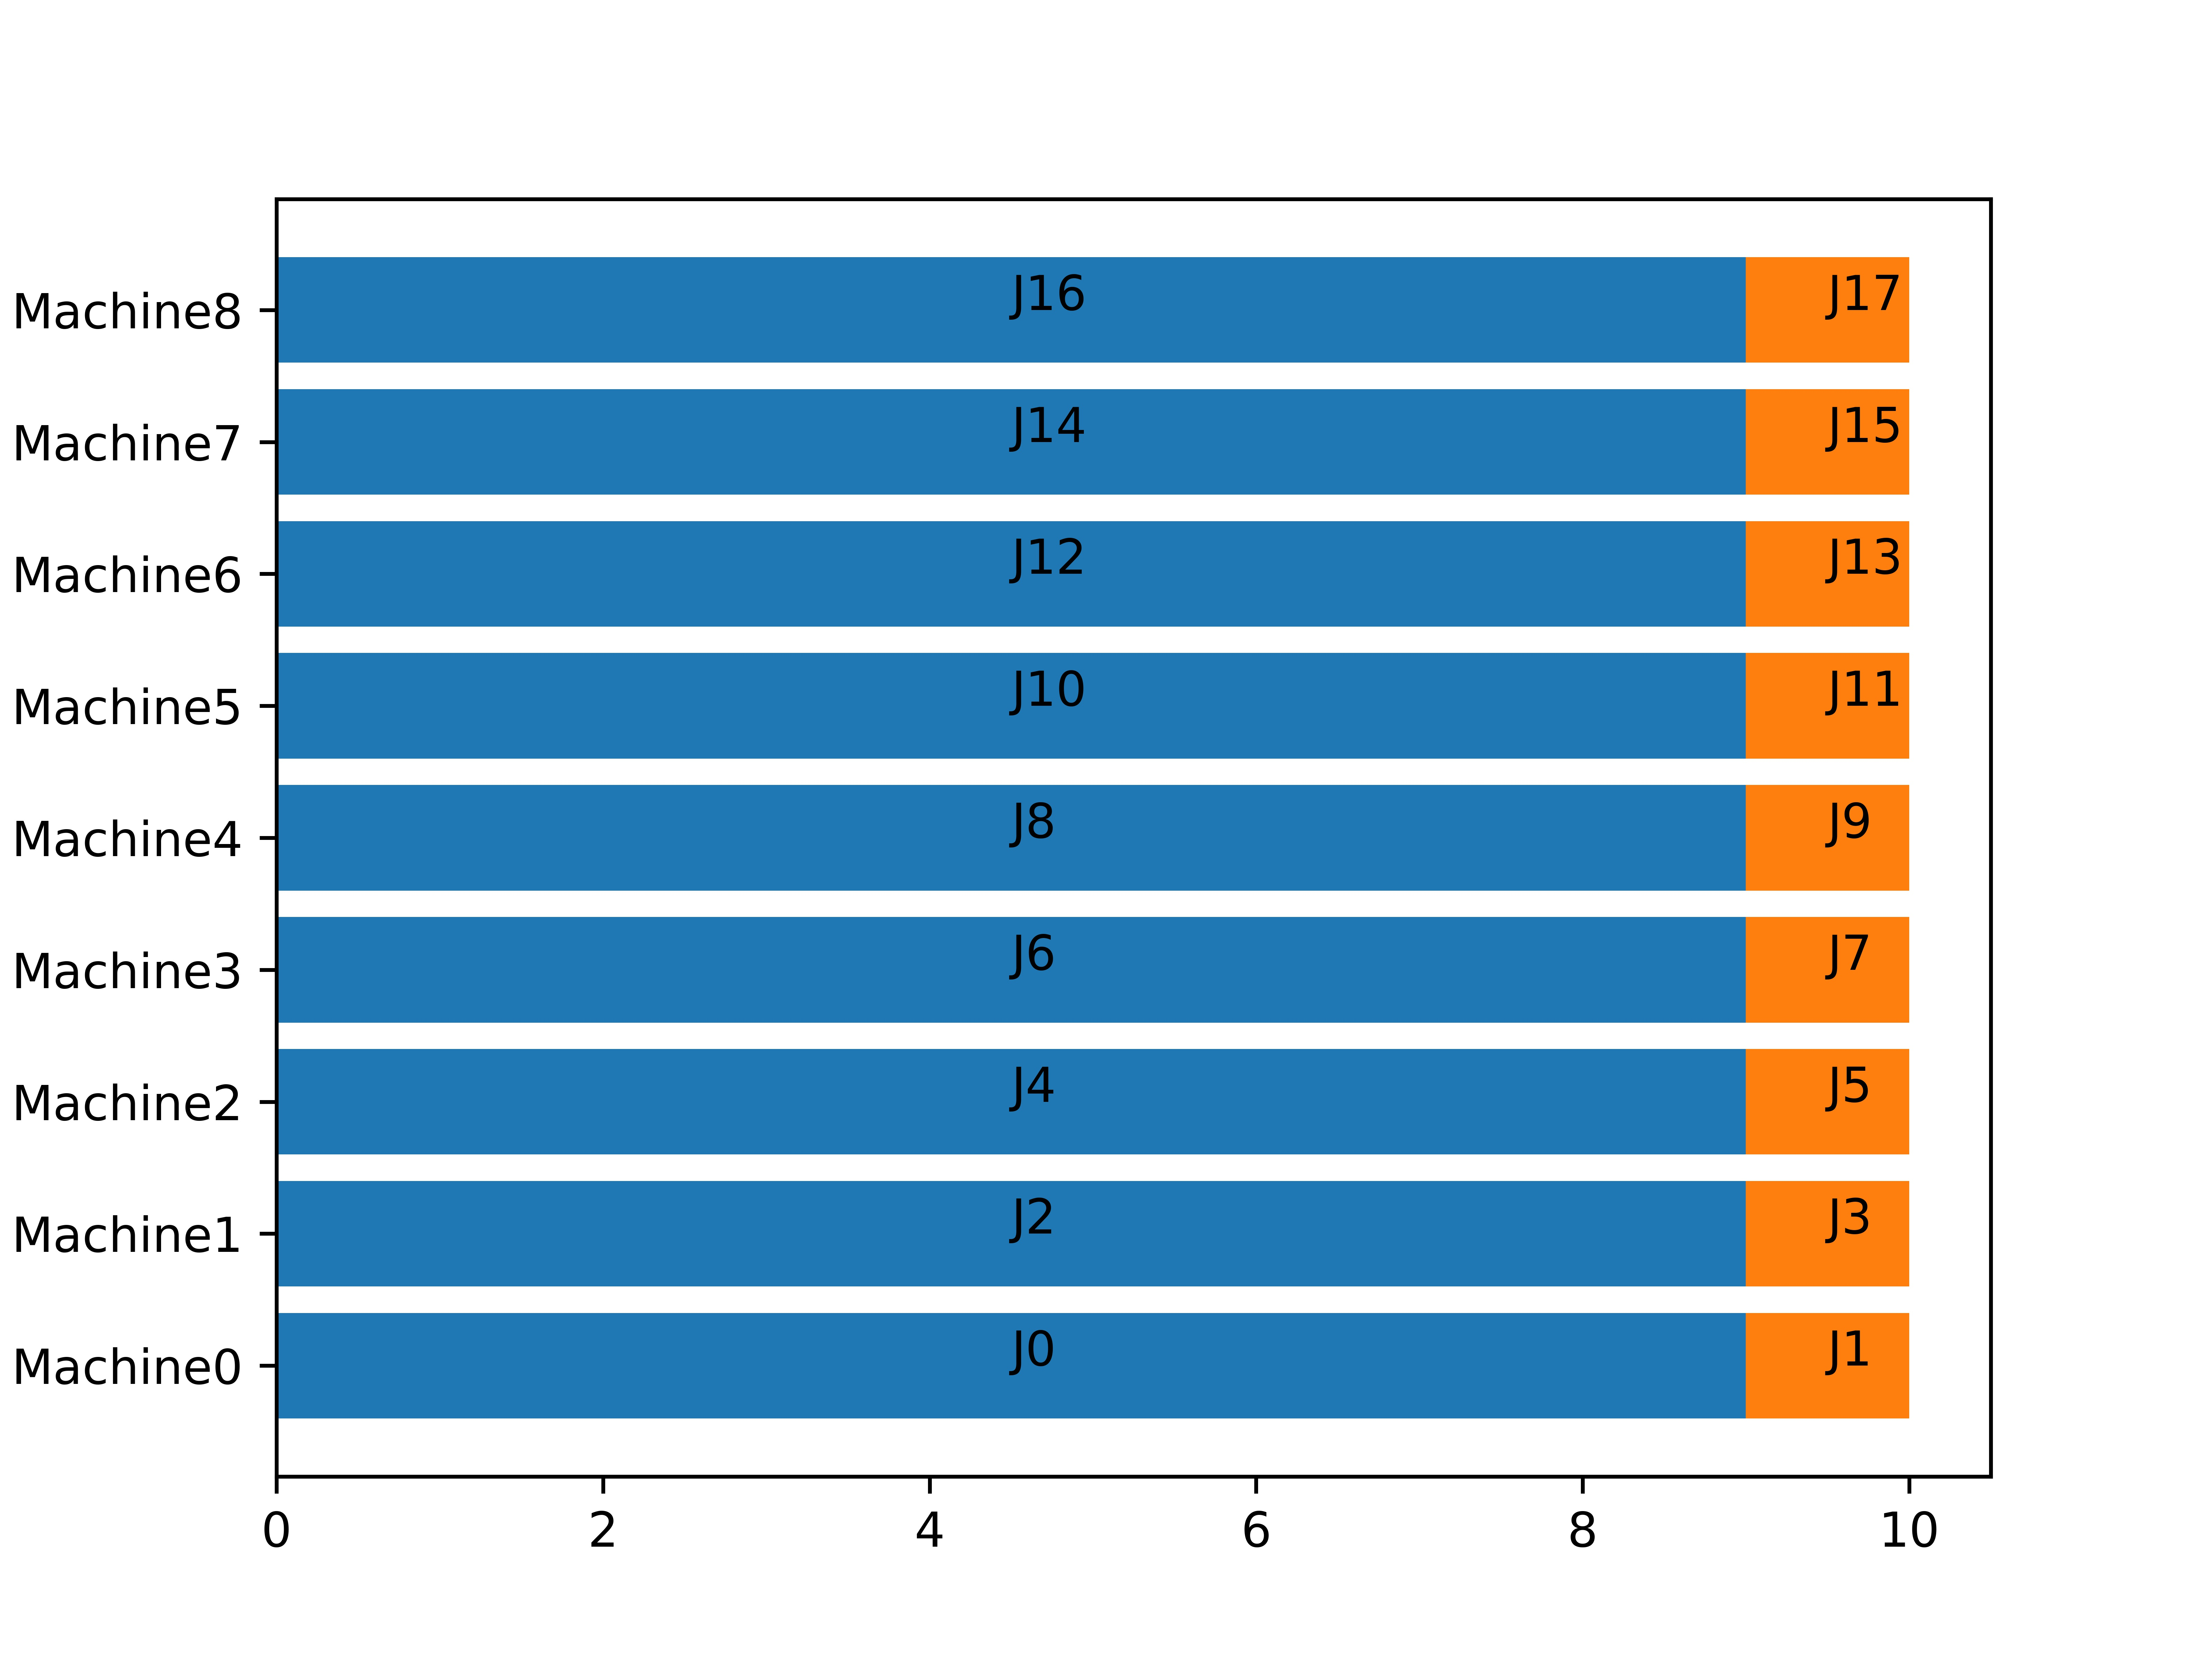 Machine8 J16 J17
Machine7 J14 J15
Machine6 J12 J13
Machine5 J10 J11
Machine4 J8 J9
Machine3 J6 J7
Machine2 J4 J5
Machine1 J2 J3
Machine0 J0 J1
0 2 4 6 8 10